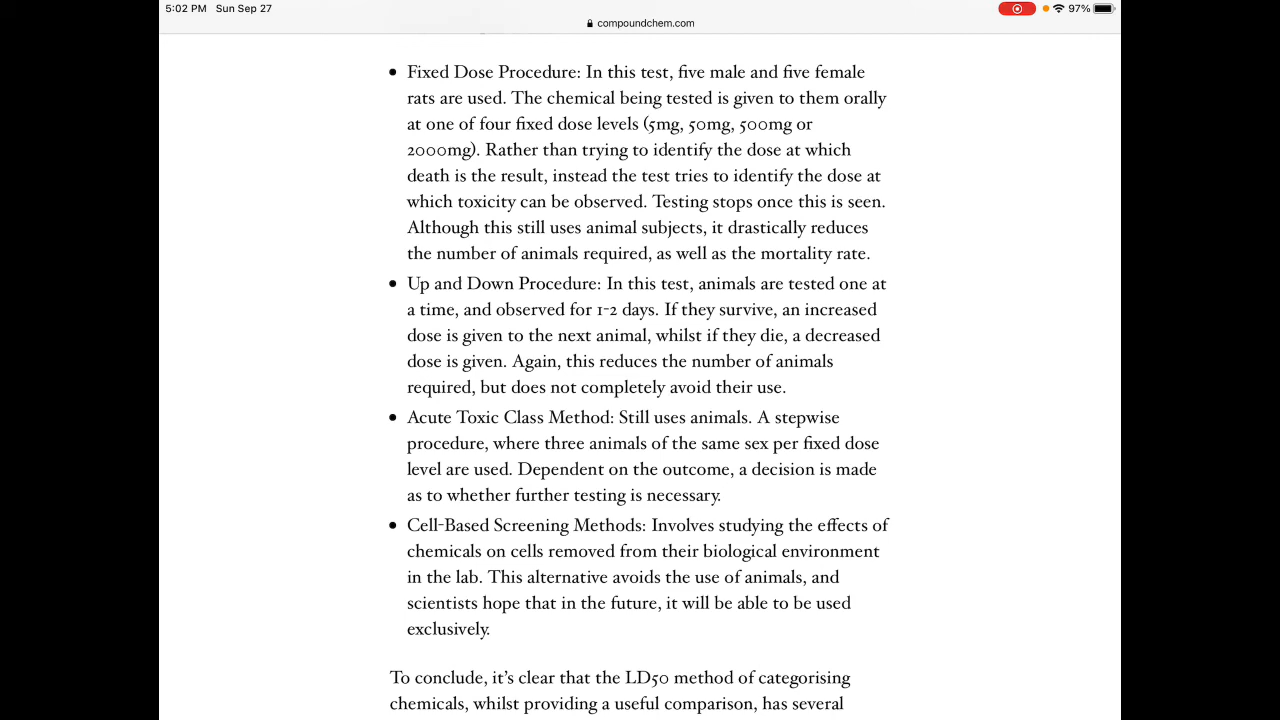 5:02 PM Sun Sep 27
97%
compoundchem.com
• Fixed Dose Procedure: In this test, five male and five female
rats are used. The chemical being tested is given to them orally
at one of four fixed dose levels (5mg, 50mg, 500mg or
2000mg). Rather than trying to identify the dose at which
death is the result, instead the test tries to identify the dose at
which toxicity can be observed. Testing stops once this is seen.
Although this still uses animal subjects, it drastically reduces
the number of animals required, as well as the mortality rate.
• Up and Down Procedure: In this test, animals are tested one at
a time, and observed for 1-2 days. If they survive, an increased
dose is given to the next animal, whilst if they die, a decreased
dose is given. Again, this reduces the number of animals
required, but does not completely avoid their use.
• Acute Toxic Class Method: Still uses animals. A stepwise
procedure, where three animals of the same sex per fixed dose
level are used. Dependent on the outcome, a decision is made
as to whether further testing is necessary.
• Cell-Based Screening Methods: Involves studying the effects of
chemicals on cells removed from their biological environment
in the lab. This alternative avoids the use of animals, and
scientists hope that in the future, it will be able to be used
exclusively.
To conclude, it's clear that the LD50 method of categorising
chemicals, whilst providing a useful comparison, has several